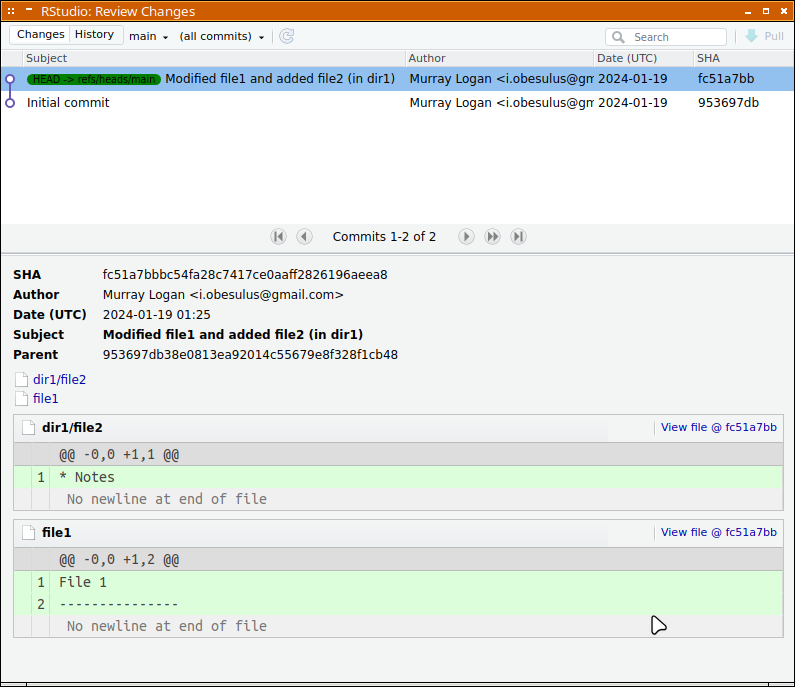 RStudio: Review Changes
Changes History main (all commits) Search Pull
Subject Author Date (UTC) SHA
HEAD -> refs/heads/main Modified file1 and added file2 (in dir1) Murray Logan <i.obesulus@gm 2024-01-19 fc51a7bb
Initial commit Murray Logan <i.obesulus@gm 2024-01-19 953697db
Commits 1-2 of 2
SHA fc51a7bbbc54fa28c7417ce0aaff2826196aeea8
Author Murray Logan <i.obesulus@gmail.com>
Date (UTC) 2024-01-19 01:25
Subject Modified file1 and added file2 (in dir1)
Parent 953697db38e0813ea92014c55679e8f328f1cb48
dir1/file2
file1
dir1/file2 View file @ fc51a7bb
@@ -0,0 +1,1 @@
1 * Notes
No newline at end of file
file1 View file @ fc51a7bb
@@ -0,0 +1,2 @@
1 File 1
2 ---------------
No newline at end of file